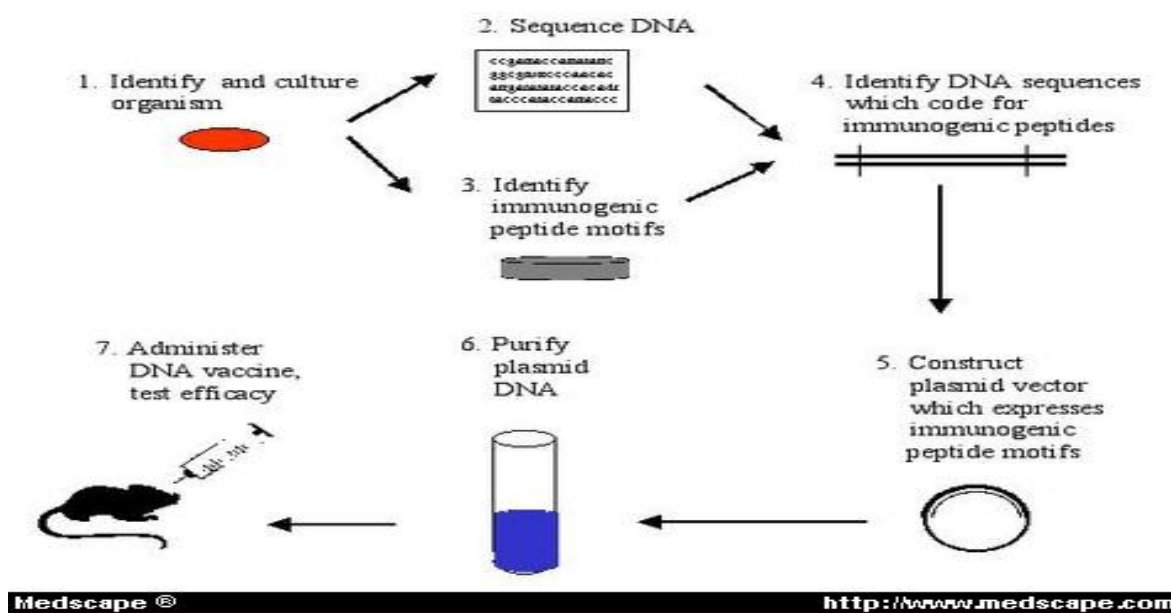 1. Identify and culture
organism
2. Sequence DNA
3. Identify
immunogenic
peptide motifs
4. Identify DNA sequences
which code for
immunogenic peptides
5. Construct
plasmid vector
which expresses
immunogenic
peptide motifs
6. Purify
plasmid
DNA
7. Administer
DNA vaccine,
test efficacy
Medscape ®
http://www.medscape.com